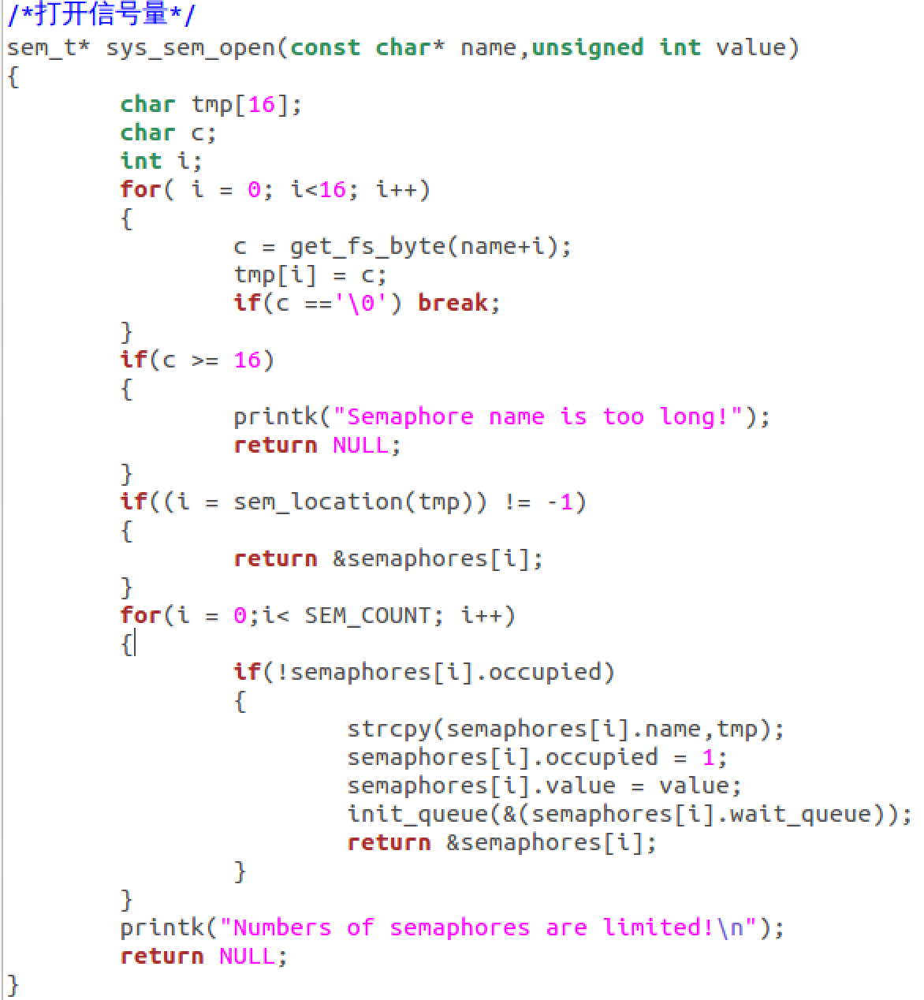 /*打开信号量*/
sem_t* sys_sem_open(const char* name,unsigned int value)
{
        char tmp[16];
        char c;
        int i;
        for( i = 0; i<16; i++)
        {
                c = get_fs_byte(name+i);
                tmp[i] = c;
                if(c =='\0') break;
        }
        if(c >= 16)
        {
                printk("Semaphore name is too long!");
                return NULL;
        }
        if((i = sem_location(tmp)) != -1)
        {
                return &semaphores[i];
        }
        for(i = 0;i< SEM_COUNT; i++)
        {
                if(!semaphores[i].occupied)
                {
                        strcpy(semaphores[i].name,tmp);
                        semaphores[i].occupied = 1;
                        semaphores[i].value = value;
                        init_queue(&(semaphores[i].wait_queue));
                        return &semaphores[i];
                }
        }
        printk("Numbers of semaphores are limited!\n");
        return NULL;
}